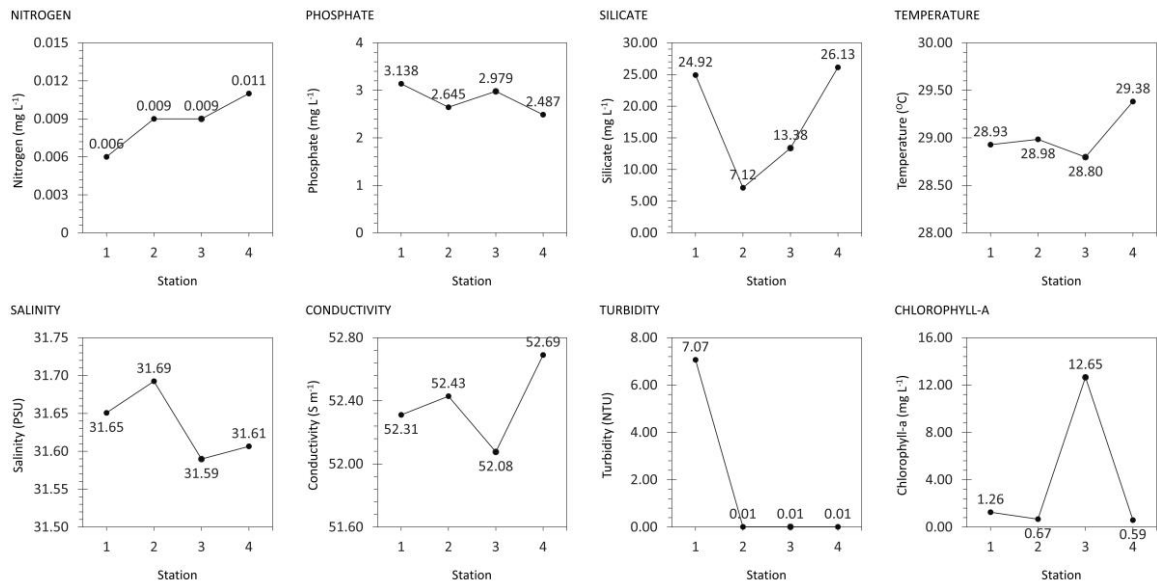 NITROGEN
Nitrogen (mg L⁻¹)
0.015
0.012
0.009
0.006
0.003
0
0.006
0.009
0.009
0.011
1 2 3 4
Station
PHOSPHATE
Phosphate (mg L⁻¹)
4
3
2
1
0
3.138
2.645
2.979
2.487
1 2 3 4
Station
SILICATE
Silicate (mg L⁻¹)
30.00
25.00
20.00
15.00
10.00
5.00
0.00
24.92
7.12
13.38
26.13
1 2 3 4
Station
TEMPERATURE
Temperature (⁰C)
30.00
29.50
29.00
28.50
28.00
28.93
28.98
28.80
29.38
1 2 3 4
Station
SALINITY
Salinity (PSU)
31.75
31.70
31.65
31.60
31.55
31.50
31.65
31.69
31.59
31.61
1 2 3 4
Station
CONDUCTIVITY
Conductivity (S m⁻¹)
52.80
52.40
52.00
51.60
52.31
52.43
52.08
52.69
1 2 3 4
Station
TURBIDITY
Turbidity (NTU)
8.00
6.00
4.00
2.00
0.00
7.07
0.01
0.01
0.01
1 2 3 4
Station
CHLOROPHYLL-A
Chlorophyll-a (mg L⁻¹)
16.00
12.00
8.00
4.00
0.00
1.26
0.67
12.65
0.59
1 2 3 4
Station